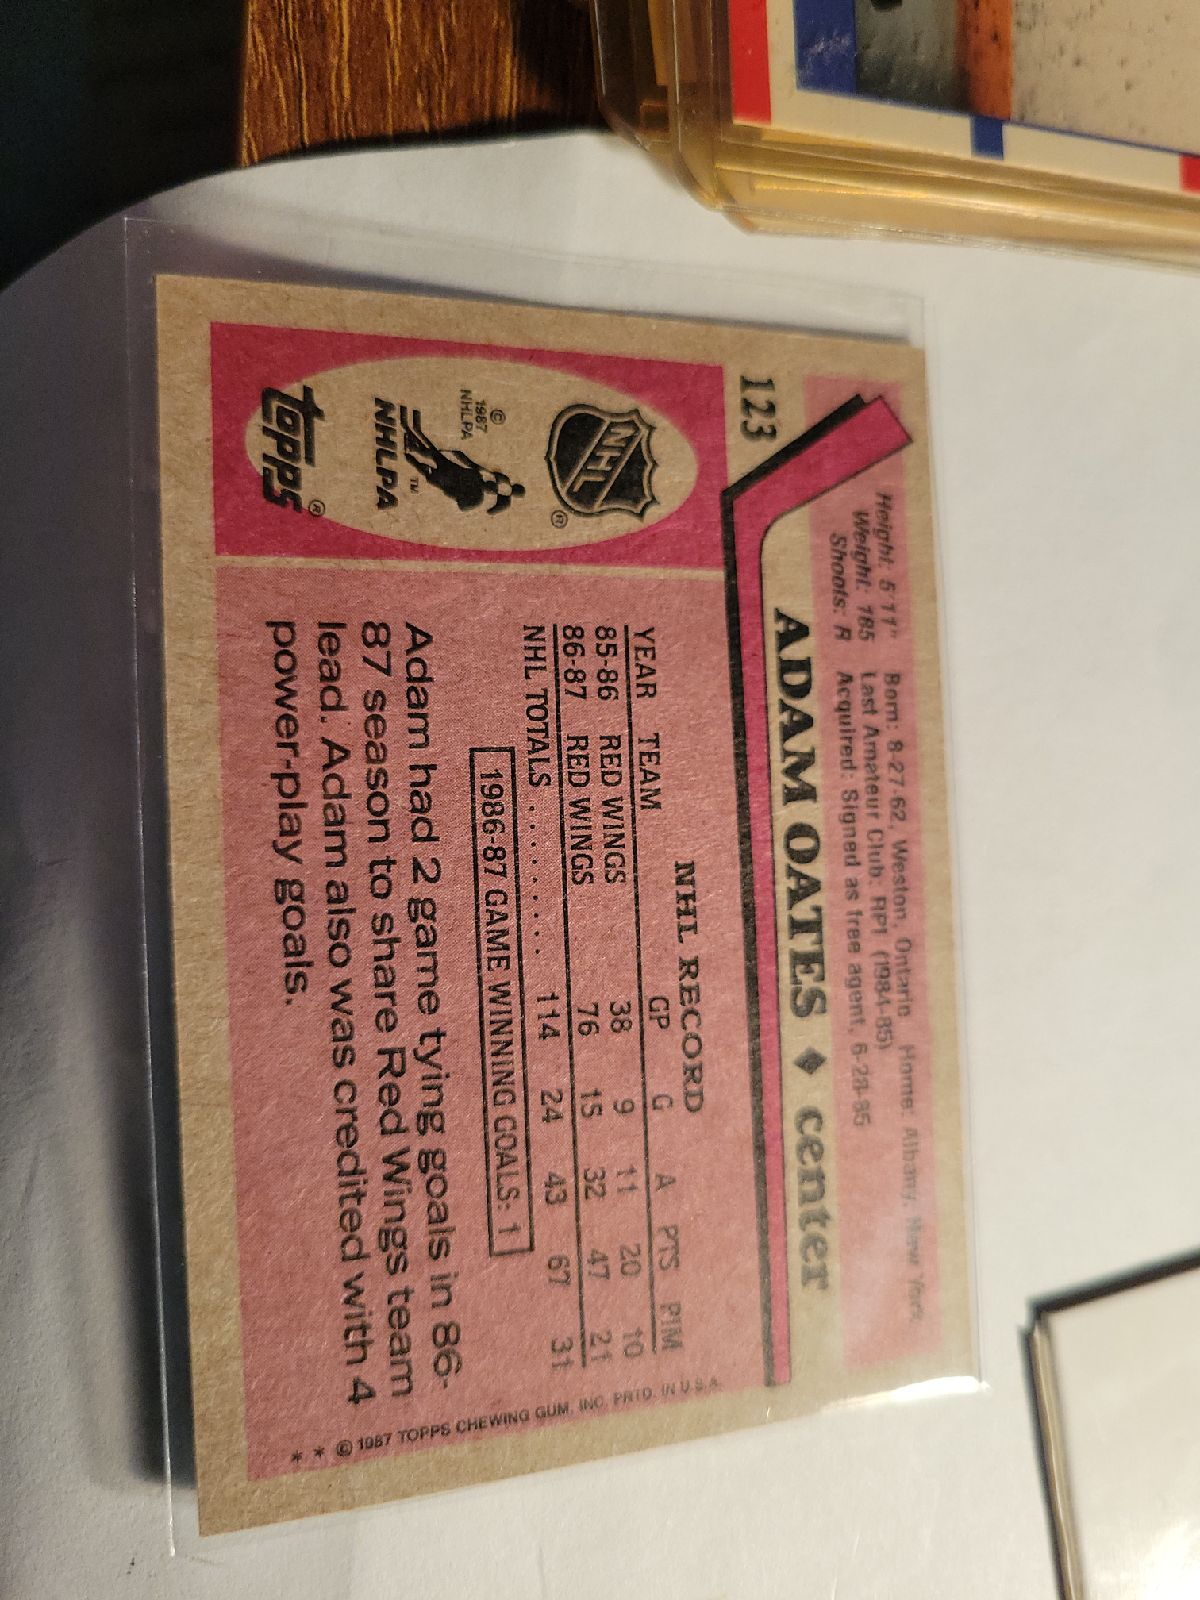 123
Height: 5'11" Born: 8-27-62, Weston, Ontario Home: Albany, New York
Weight: 185 Last Amateur Club: RPI (1984-85)
Shoots: R Acquired: Signed as free agent, 6-28-85
ADAM OATES ♦ center
NHL
®
© 1987 NHLPA
™
NHLPA
topps®
NHL RECORD
YEAR TEAM GP G A PTS PIM
85-86 RED WINGS 38 9 11 20 10
86-87 RED WINGS 76 15 32 47 21
NHL TOTALS ......... 114 24 43 67 31
1986-87 GAME WINNING GOALS: 1
Adam had 2 game tying goals in 86-
87 season to share Red Wings team
lead. Adam also was credited with 4
power-play goals.
* * © 1987 TOPPS CHEWING GUM, INC. PRTD. IN U.S.A.